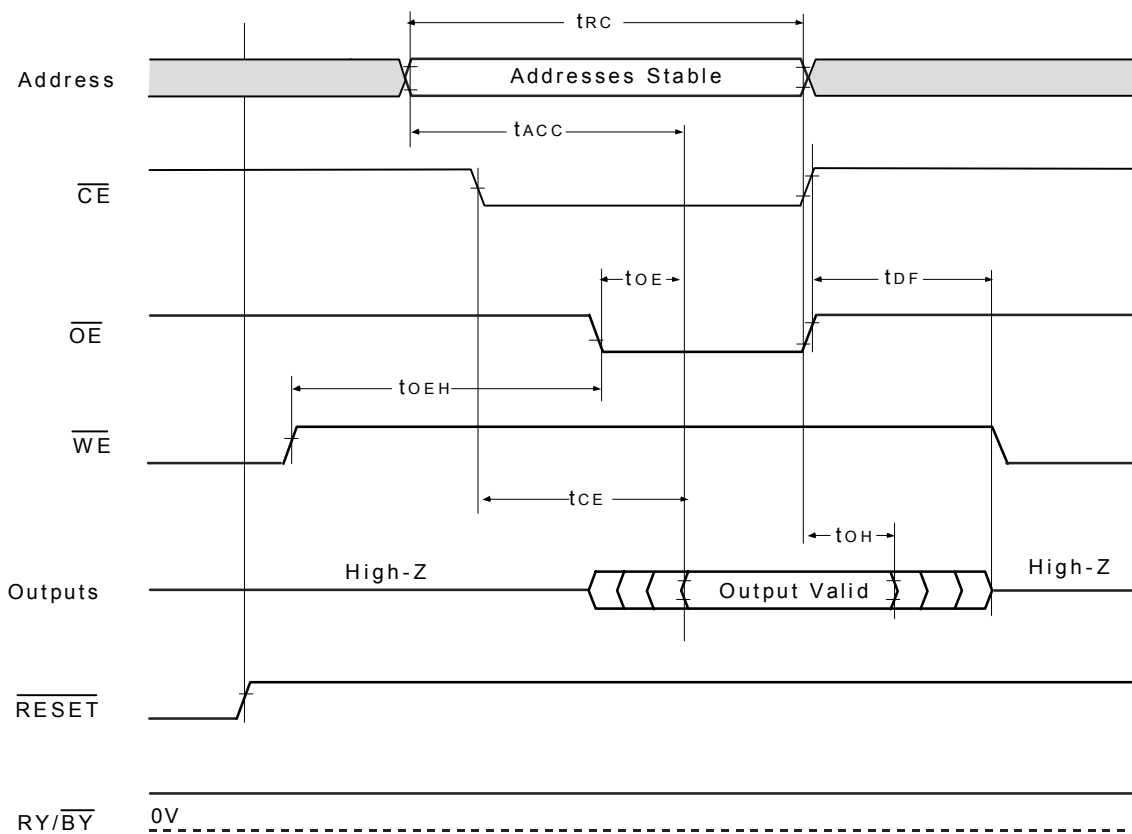 tRC
Address
Addresses Stable
tACC
CE
tOE
tDF
OE
tOEH
WE
tCE
tOH
High-Z
High-Z
Outputs
Output Valid
RESET
RY/BY
0V